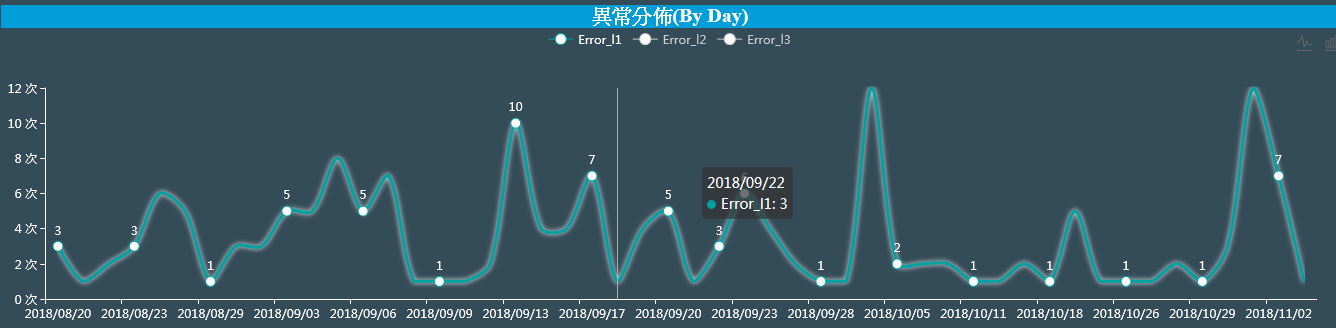 異常分佈(By Day)
Error_l1 Error_l2 Error_l3
12 次
10 次
8 次
6 次
4 次
2 次
0 次
3 3 1 5 5 1 10 7 5 3 1 2 1 1 1 1 7
2018/09/22
Error_l1: 3
2018/08/20 2018/08/23 2018/08/29 2018/09/03 2018/09/06 2018/09/09 2018/09/13 2018/09/17 2018/09/20 2018/09/23 2018/09/28 2018/10/05 2018/10/11 2018/10/18 2018/10/26 2018/10/29 2018/11/02